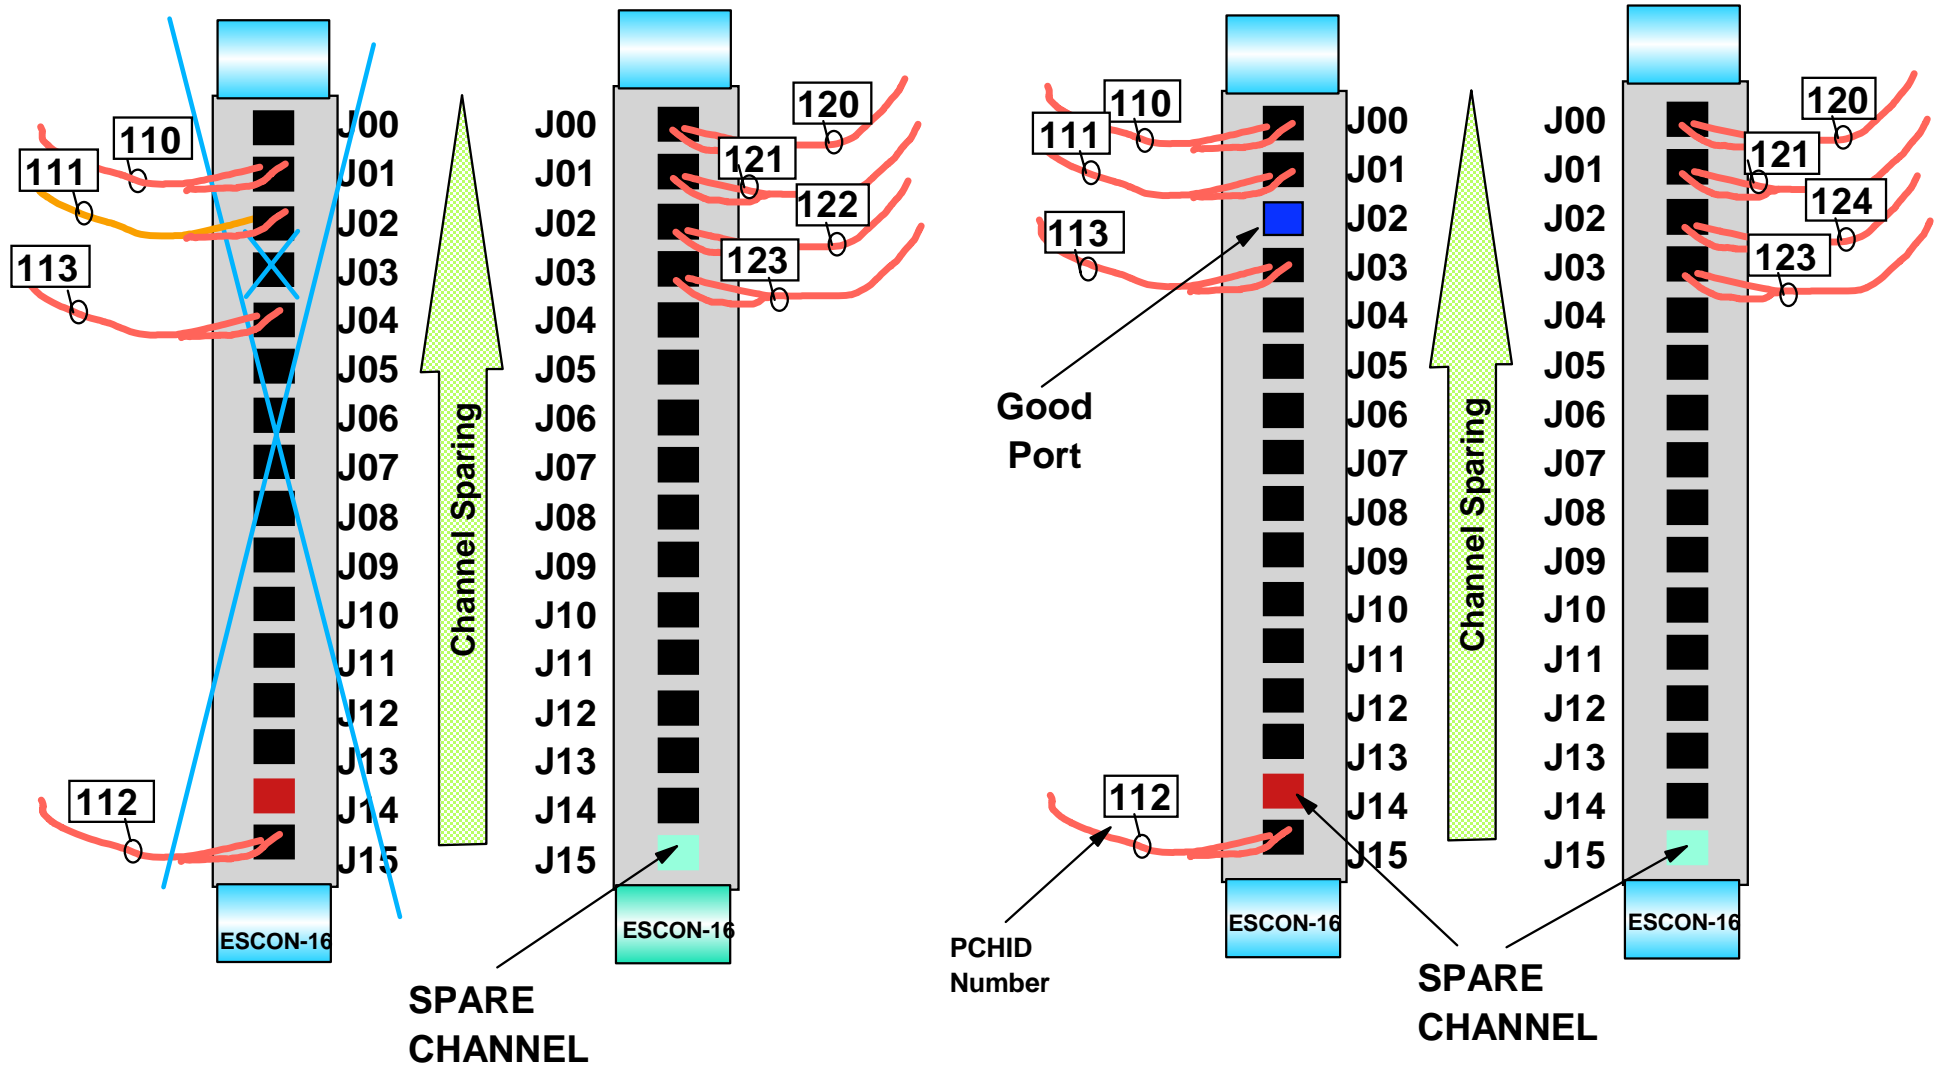 110
111
113
112
J00
J01
J02
J03
J04
J05
J06
J07
J08
J09
J10
J11
J12
J13
J14
J15
ESCON-16
Channel Sparing
J00
J01
J02
J03
J04
J05
J06
J07
J08
J09
J10
J11
J12
J13
J14
J15
120
121
122
123
ESCON-16
SPARE
CHANNEL
110
111
113
Good
Port
112
PCHID
Number
J00
J01
J02
J03
J04
J05
J06
J07
J08
J09
J10
J11
J12
J13
J14
J15
ESCON-16
Channel Sparing
J00
J01
J02
J03
J04
J05
J06
J07
J08
J09
J10
J11
J12
J13
J14
J15
120
121
124
123
ESCON-16
SPARE
CHANNEL